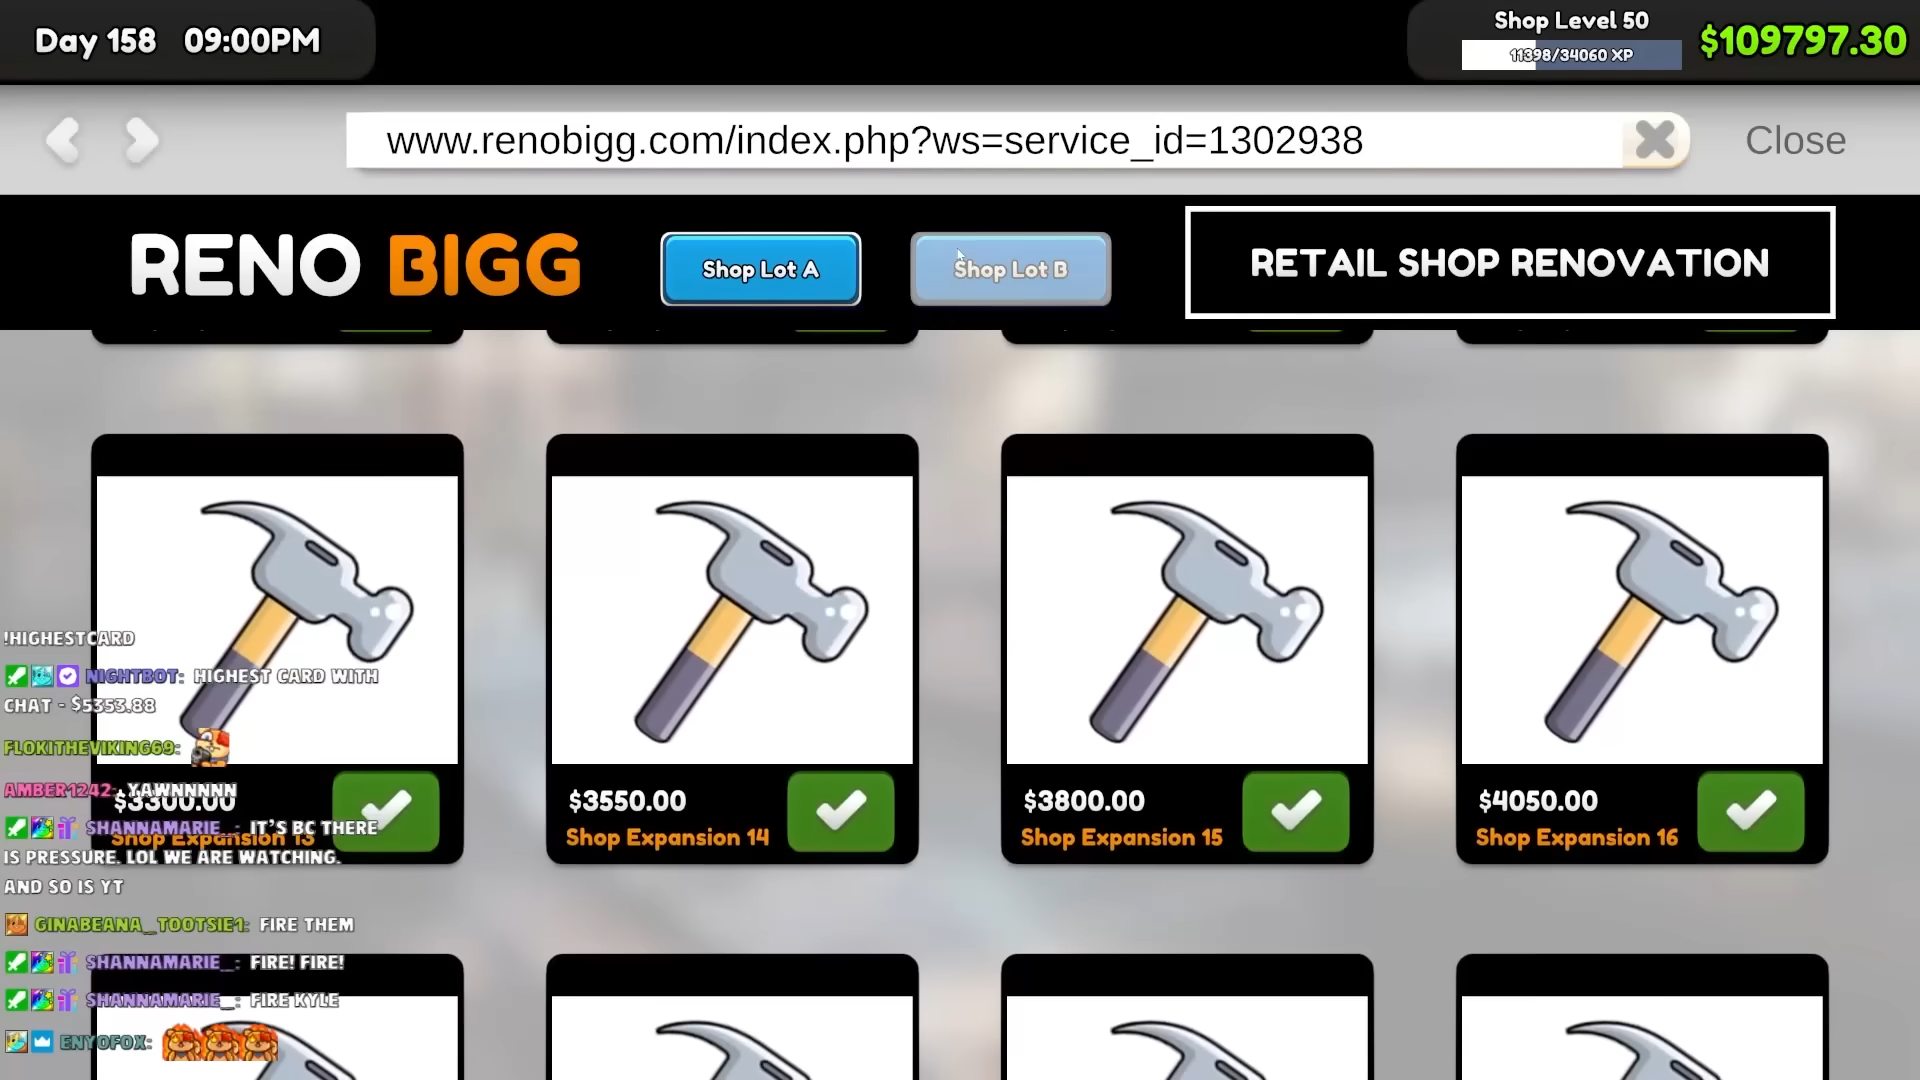 Day 158 09:00PM
Shop Level 50
11398/34060 XP
$109797.30
www.renobigg.com/index.php?ws=service_id=1302938
Close
RENO BIGG
Shop Lot A
Shop Lot B
RETAIL SHOP RENOVATION
$3300.00
Shop Expansion 13
$3550.00
Shop Expansion 14
$3800.00
Shop Expansion 15
$4050.00
Shop Expansion 16
!HIGHESTCARD
NIGHTBOT: HIGHEST CARD WITH
CHAT - $5353.88
FLOKITHEVIKING69:
AMBER1242: YAWNNNNN
SHANNAMARIE_: IT'S BC THERE
IS PRESSURE. LOL WE ARE WATCHING.
AND SO IS YT
GINABEANA_TOOTSIE1: FIRE THEM
SHANNAMARIE_: FIRE! FIRE!
SHANNAMARIE_: FIRE KYLE
ENYOFOX: